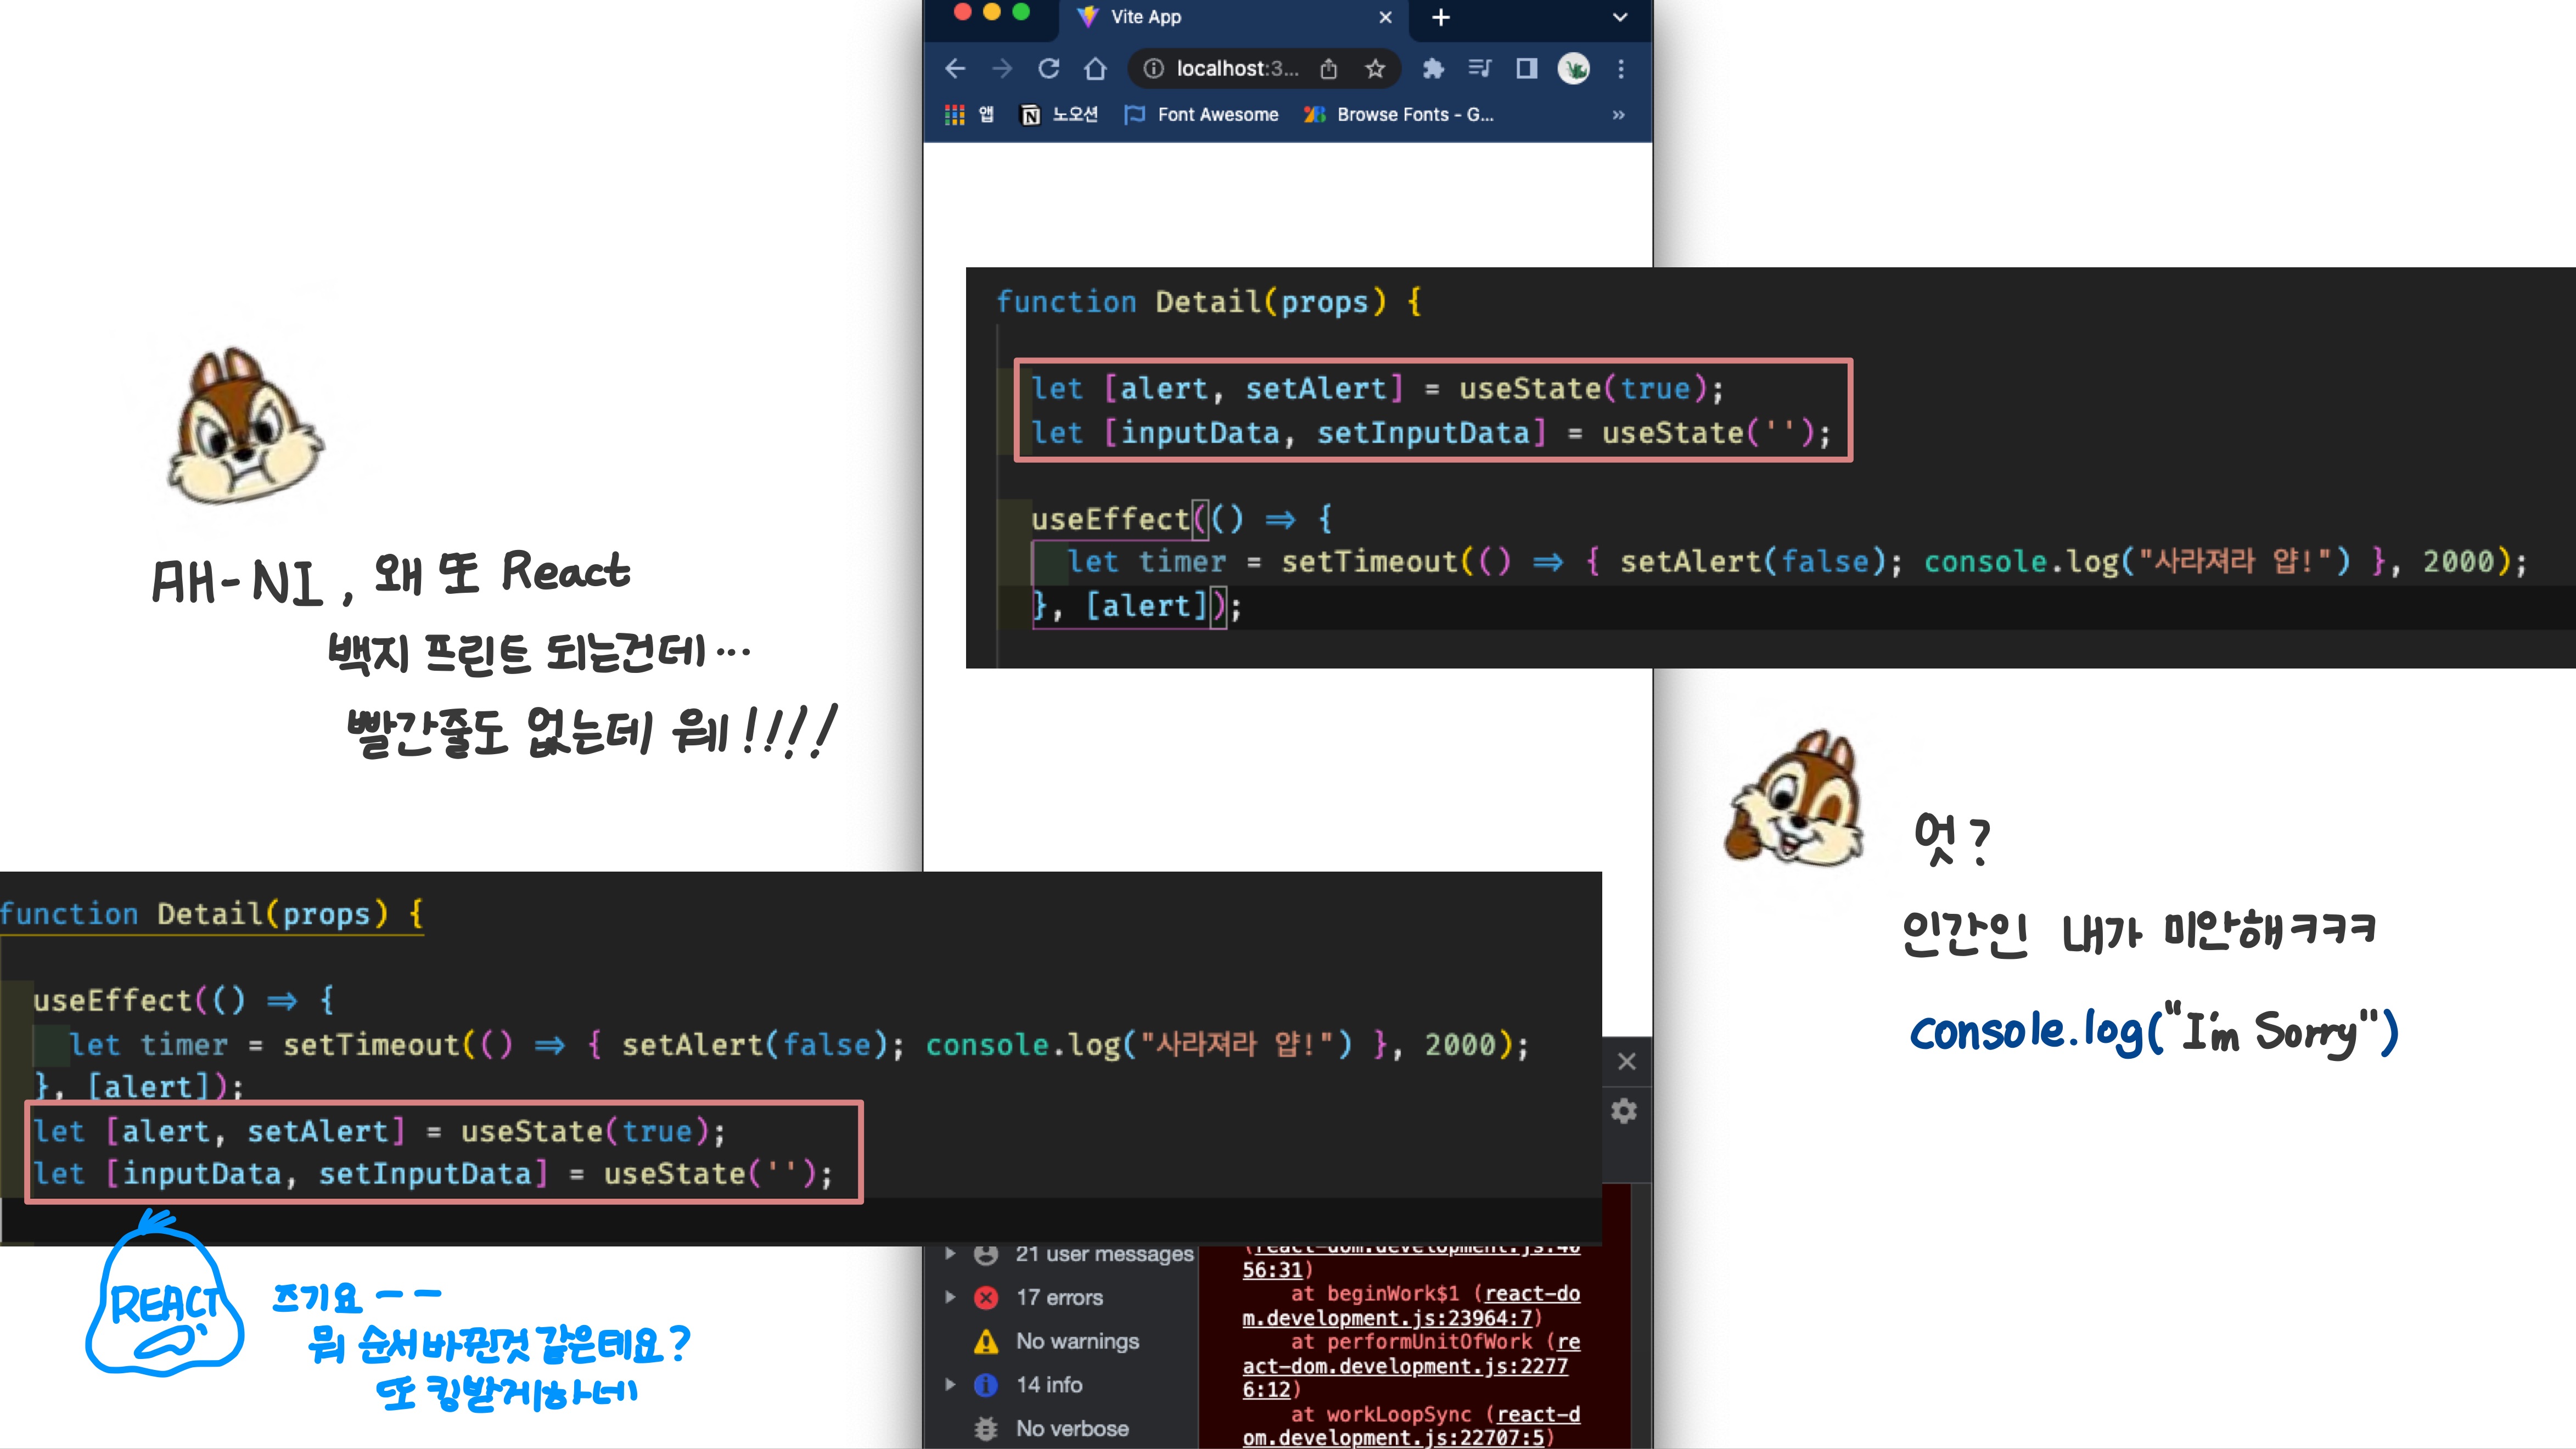 Vite App
localhost:3...
앱
노오션
Font Awesome
Browse Fonts - G...
function Detail(props) {
let [alert, setAlert] = useState(true);
let [inputData, setInputData] = useState('');
useEffect(() ⇒ {
let timer = setTimeout(() ⇒ { setAlert(false); console.log("사라져라 얍!") }, 2000);
}, [alert]);
AH-NI, 왜 또 React
백지 프린트 되는건데...
빨간줄도 없는데 웨!!!!
엇?
인간인 내가 미안해ㅋㅋㅋ
console.log("I'm Sorry")
function Detail(props) {
useEffect(() ⇒ {
let timer = setTimeout(() ⇒ { setAlert(false); console.log("사라져라 얍!") }, 2000);
}, [alert]);
let [alert, setAlert] = useState(true);
let [inputData, setInputData] = useState('');
REACT
즈기요 ㅡㅡ
뭐 순서바뀐것 같은데요?
또 킹받게하네
21 user messages
17 errors
No warnings
14 info
No verbose
(react-dom.development.js:40
56:31)
at beginWork$1 (react-do
m.development.js:23964:7)
at performUnitOfWork (re
act-dom.development.js:2277
6:12)
at workLoopSync (react-d
om.development.js:22707:5)